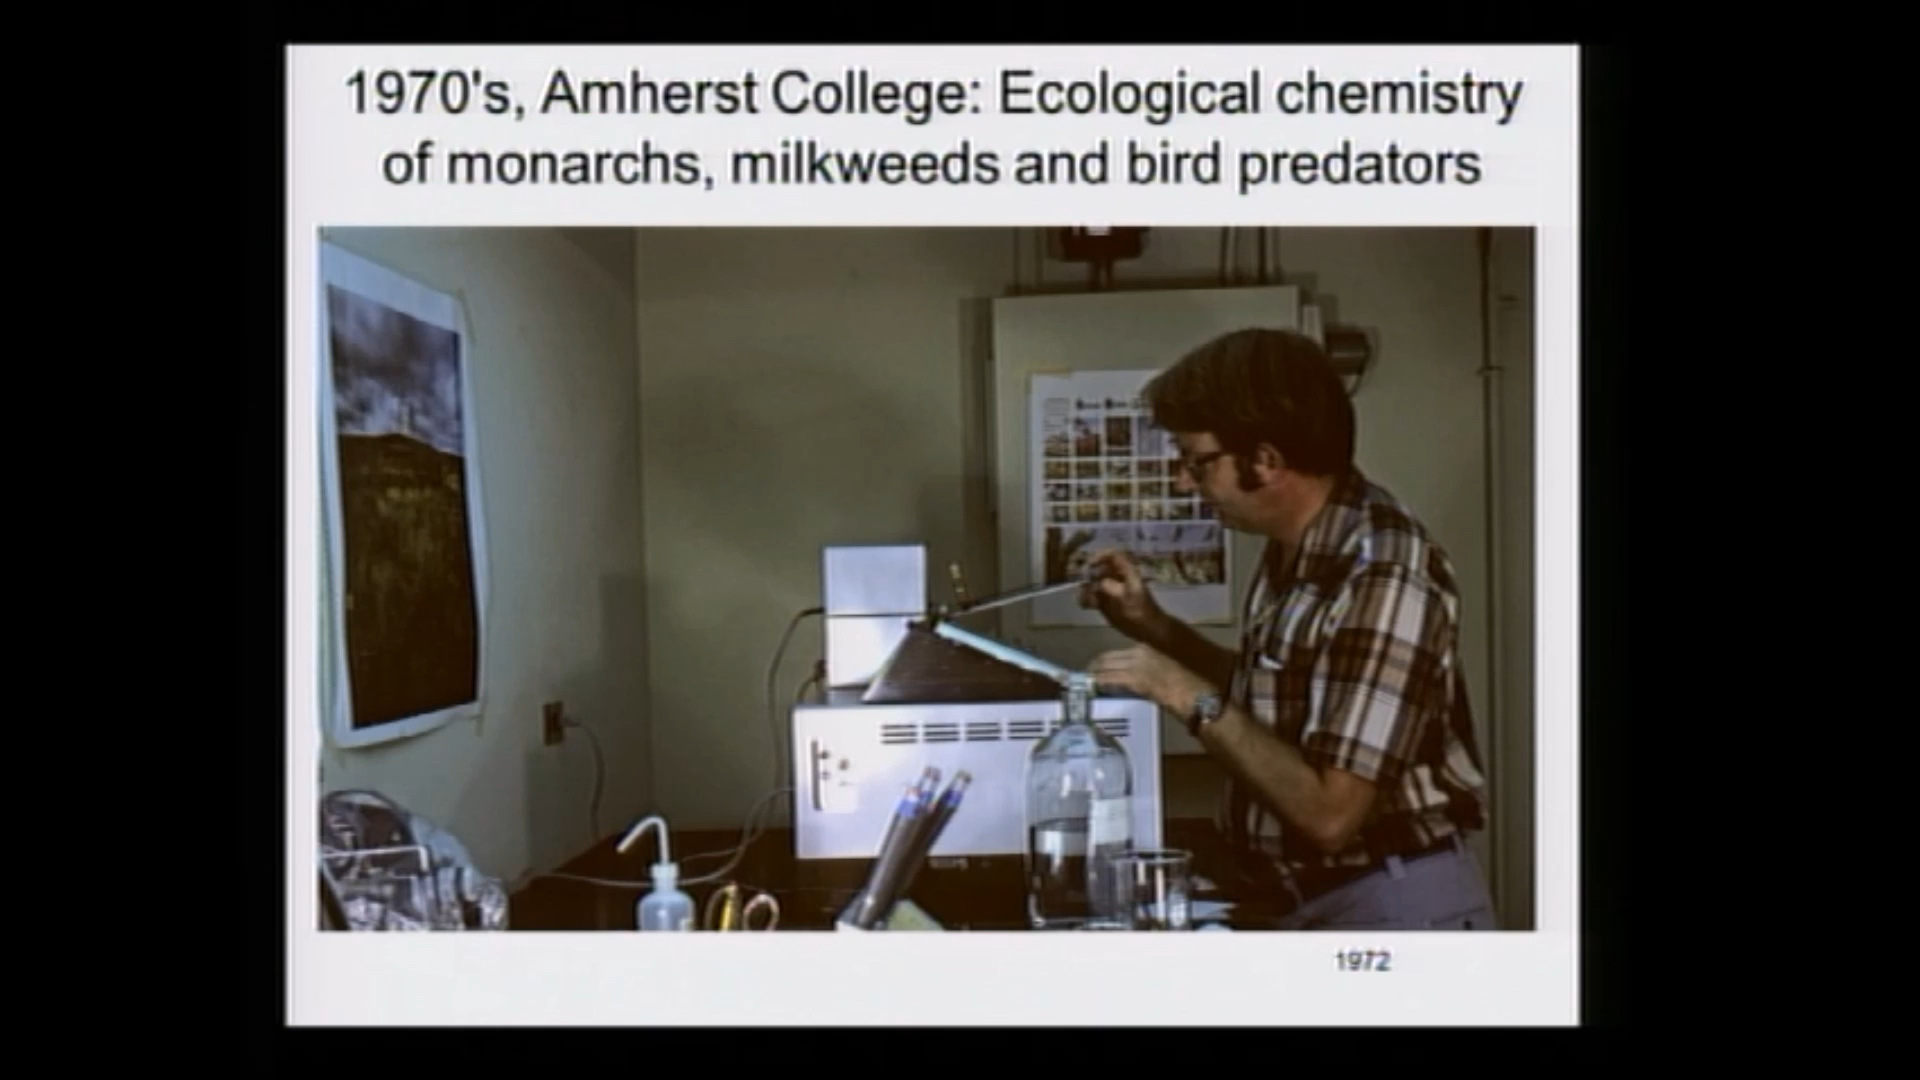 1970's, Amherst College: Ecological chemistry
of monarchs, milkweeds and bird predators
1972